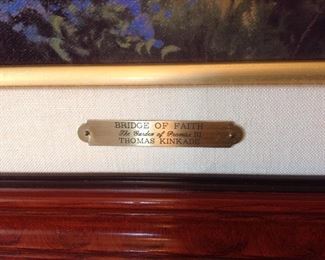 BRIDGE OF FAITH
The Garden of Promise III
THOMAS KINKADE